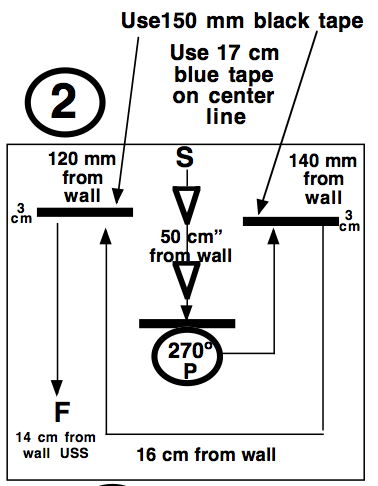 Use150 mm black tape
Use 17 cm
blue tape
on center
line
2
120 mm
from
wall
S
140 mm
from
wall
3
cm
3
cm
50 cm”
from wall
270º
P
F
14 cm from
wall USS
16 cm from wall